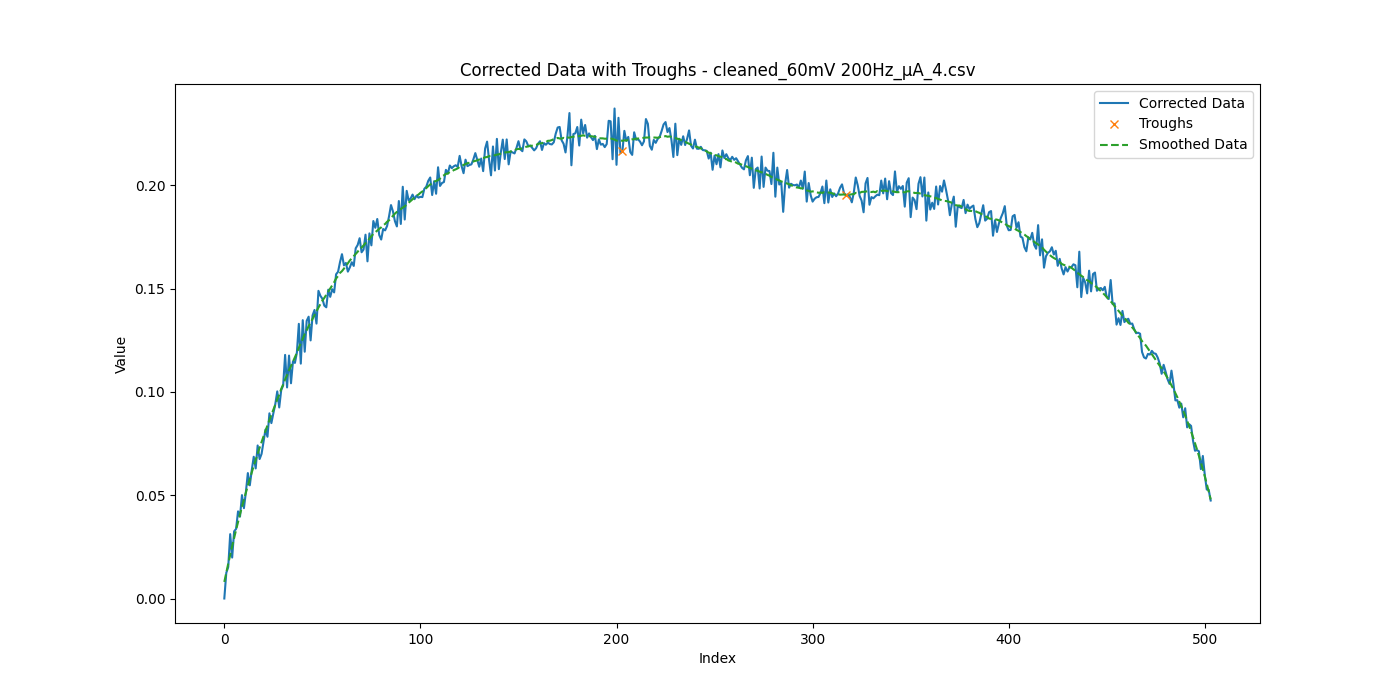 Corrected Data with Troughs - cleaned_60mV 200Hz_µA_4.csv
Corrected Data
Troughs
Smoothed Data
Value
0.20
0.15
0.10
0.05
0.00
0 100 200 300 400 500
Index